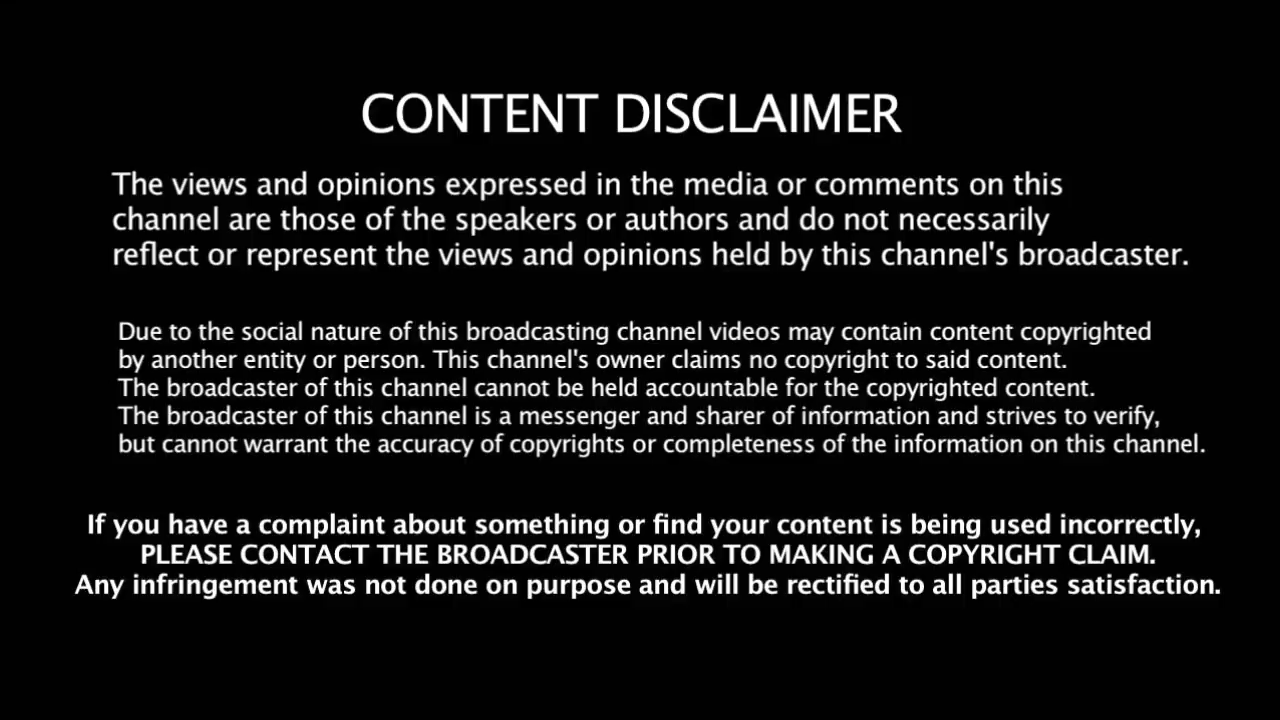 CONTENT DISCLAIMER
The views and opinions expressed in the media or comments on this
channel are those of the speakers or authors and do not necessarily
reflect or represent the views and opinions held by this channel's broadcaster.
Due to the social nature of this broadcasting channel videos may contain content copyrighted
by another entity or person. This channel's owner claims no copyright to said content.
The broadcaster of this channel cannot be held accountable for the copyrighted content.
The broadcaster of this channel is a messenger and sharer of information and strives to verify,
but cannot warrant the accuracy of copyrights or completeness of the information on this channel.
If you have a complaint about something or find your content is being used incorrectly,
PLEASE CONTACT THE BROADCASTER PRIOR TO MAKING A COPYRIGHT CLAIM.
Any infringement was not done on purpose and will be rectified to all parties satisfaction.